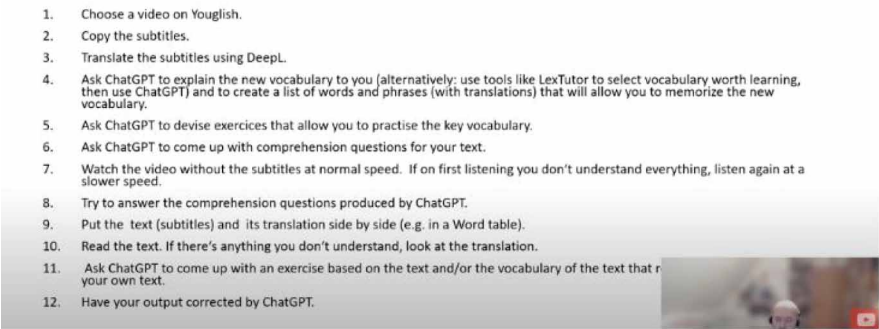 1. Choose a video on Youglish.
2. Copy the subtitles.
3. Translate the subtitles using DeepL.
4. Ask ChatGPT to explain the new vocabulary to you (alternatively: use tools like LexTutor to select vocabulary worth learning,
then use ChatGPT) and to create a list of words and phrases (with translations) that will allow you to memorize the new
vocabulary.
5. Ask ChatGPT to devise exercices that allow you to practise the key vocabulary.
6. Ask ChatGPT to come up with comprehension questions for your text.
7. Watch the video without the subtitles at normal speed. If on first listening you don't understand everything, listen again at a
slower speed.
8. Try to answer the comprehension questions produced by ChatGPT.
9. Put the text (subtitles) and its translation side by side (e.g. in a Word table).
10. Read the text. If there's anything you don't understand, look at the translation.
11. Ask ChatGPT to come up with an exercise based on the text and/or the vocabulary of the text that
your own text.
12. Have your output corrected by ChatGPT.